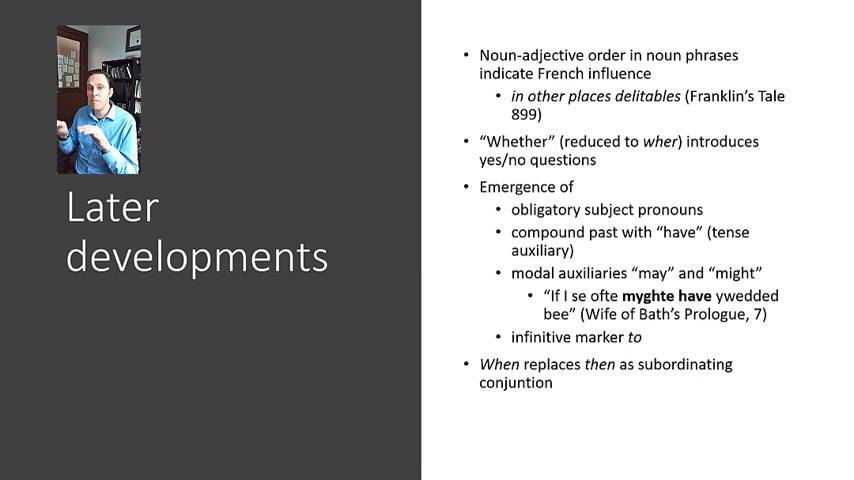 Later
developments
• Noun-adjective order in noun phrases
indicate French influence
• in other places delitables (Franklin's Tale
899)
• "Whether" (reduced to wher) introduces
yes/no questions
• Emergence of
• obligatory subject pronouns
• compound past with "have" (tense
auxiliary)
• modal auxiliaries "may" and "might"
• "If I se ofte myghte have ywedded
bee" (Wife of Bath's Prologue, 7)
• infinitive marker to
• When replaces then as subordinating
conjuntion